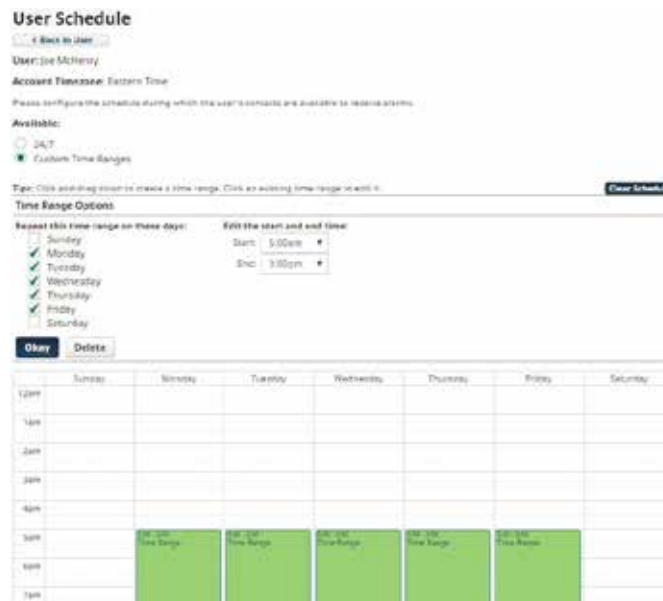 User Schedule
Back to User
User: Joe McHenry
Account Timezone: Eastern Time
Please configure the schedule during which the user's contacts are available to receive alarms.
Available:
24/7
Custom Time Ranges
Tips: Click and drag down to create a time range. Click an existing time range to edit it.
Clear Schedul
Time Range Options
Repeat this time range on these days:
Edit the start and end time:
Sunday
Monday
Tuesday
Wednesday
Thursday
Friday
Saturday
Start: 5:00am
End: 3:00pm
Okay
Delete
Sunday Monday Tuesday Wednesday Thursday Friday Saturday
12am
1am
2am
3am
4am
5am
6am
7am
Time Range
Time Range
Time Range
Time Range
Time Range